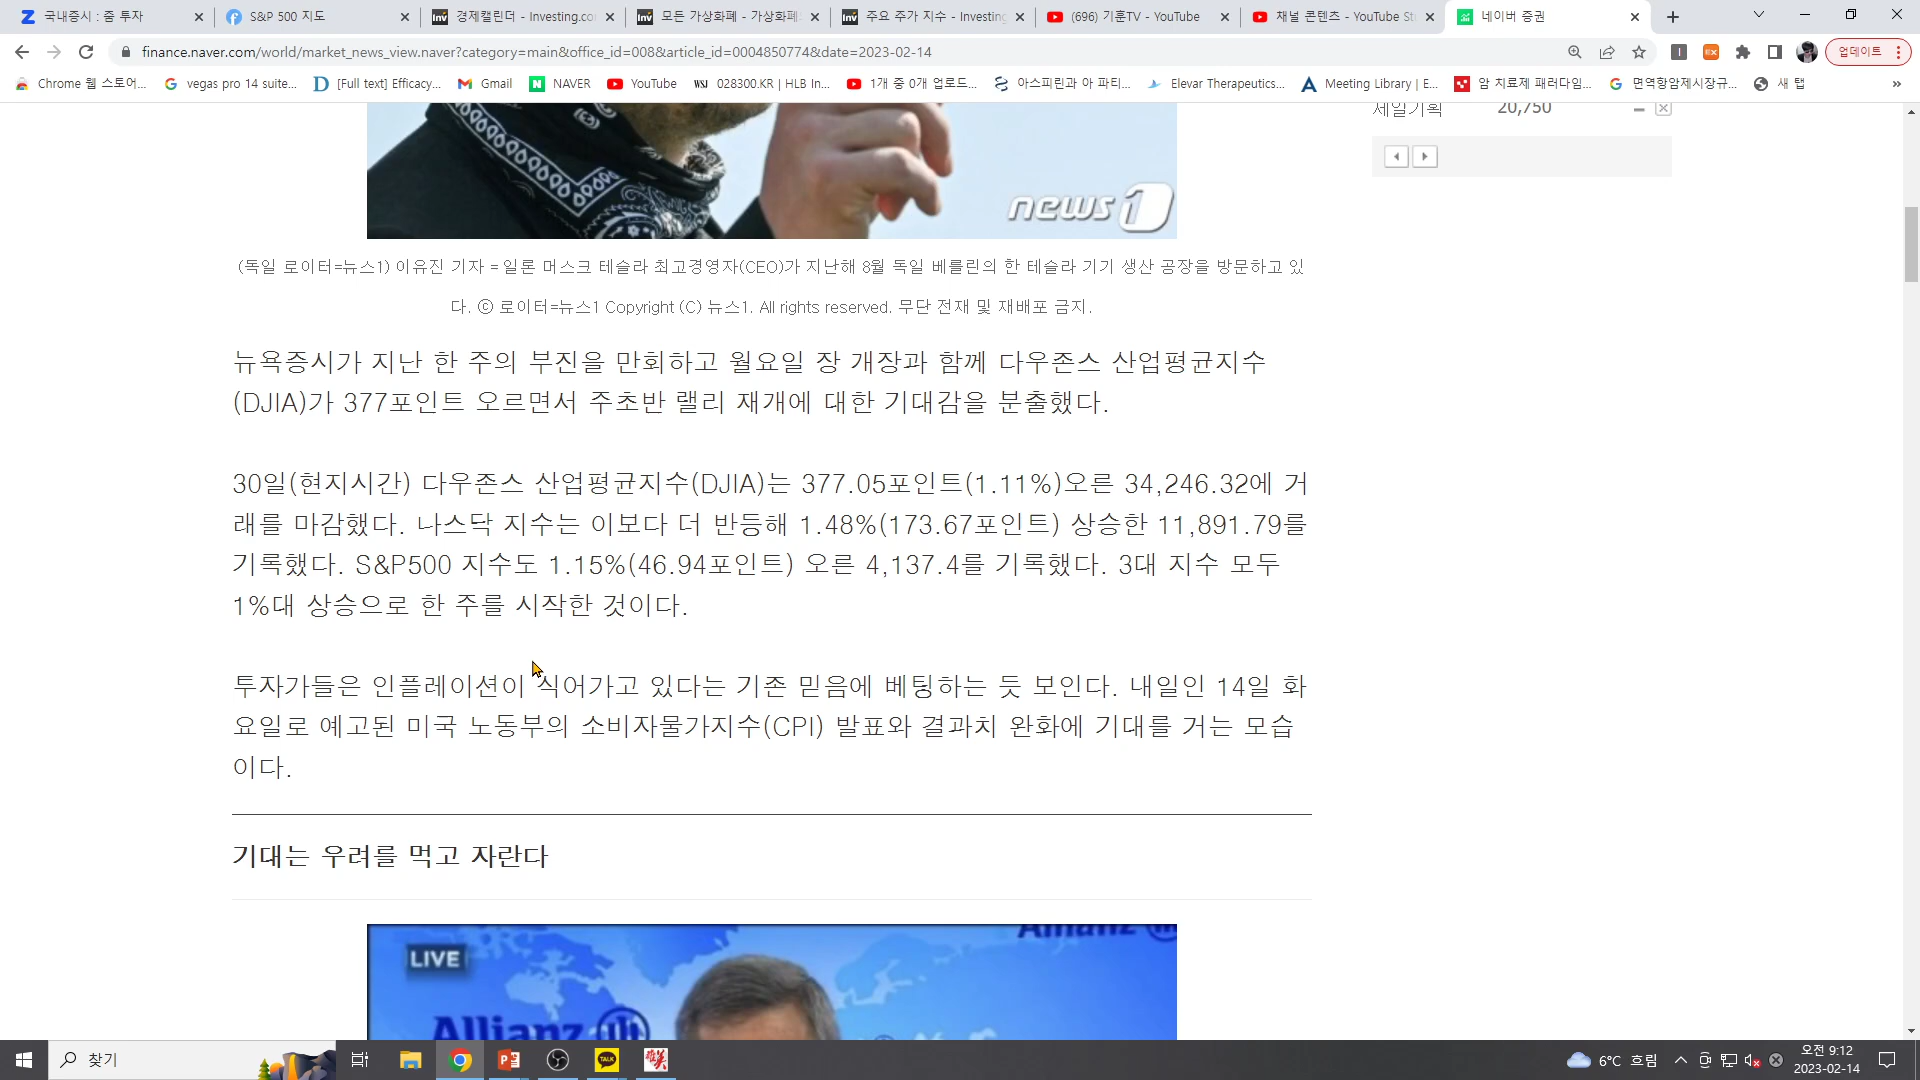 국내증시 : 줌 투자
S&P 500 지도
경제캘린더 - Investing.co
모든 가상화폐 - 가상화폐
주요 주가 지수 - Investing
(696) 기훈TV - YouTube
채널 콘텐츠 - YouTube St
네이버 증권
finance.naver.com/world/market_news_view.naver?category=main&office_id=008&article_id=0004850774&date=2023-02-14
업데이트
Chrome 웹 스토어...
vegas pro 14 suite...
[Full text] Efficacy...
Gmail
NAVER
YouTube
WSJ 028300.KR | HLB In...
1개 중 0개 업로드...
아스피린과 아 파티...
Elevar Therapeutics...
Meeting Library | E...
암 치료제 패러다임...
면역항암제시장규...
새 탭
»
세일기획 20,750
news1
(독일 로이터=뉴스1) 이유진 기자 = 일론 머스크 테슬라 최고경영자(CEO)가 지난해 8월 독일 베를린의 한 테슬라 기기 생산 공장을 방문하고 있
다. ⓒ 로이터=뉴스1 Copyright (C) 뉴스1. All rights reserved. 무단 전재 및 재배포 금지.
뉴욕증시가 지난 한 주의 부진을 만회하고 월요일 장 개장과 함께 다우존스 산업평균지수
(DJIA)가 377포인트 오르면서 주초반 랠리 재개에 대한 기대감을 분출했다.
30일(현지시간) 다우존스 산업평균지수(DJIA)는 377.05포인트(1.11%)오른 34,246.32에 거
래를 마감했다. 나스닥 지수는 이보다 더 반등해 1.48%(173.67포인트) 상승한 11,891.79를
기록했다. S&P500 지수도 1.15%(46.94포인트) 오른 4,137.4를 기록했다. 3대 지수 모두
1%대 상승으로 한 주를 시작한 것이다.
투자가들은 인플레이션이 식어가고 있다는 기존 믿음에 베팅하는 듯 보인다. 내일인 14일 화
요일로 예고된 미국 노동부의 소비자물가지수(CPI) 발표와 결과치 완화에 기대를 거는 모습
이다.
기대는 우려를 먹고 자란다
LIVE
Allianz
Allianz
찾기
TALK
6°C 흐림
오전 9:12
2023-02-14